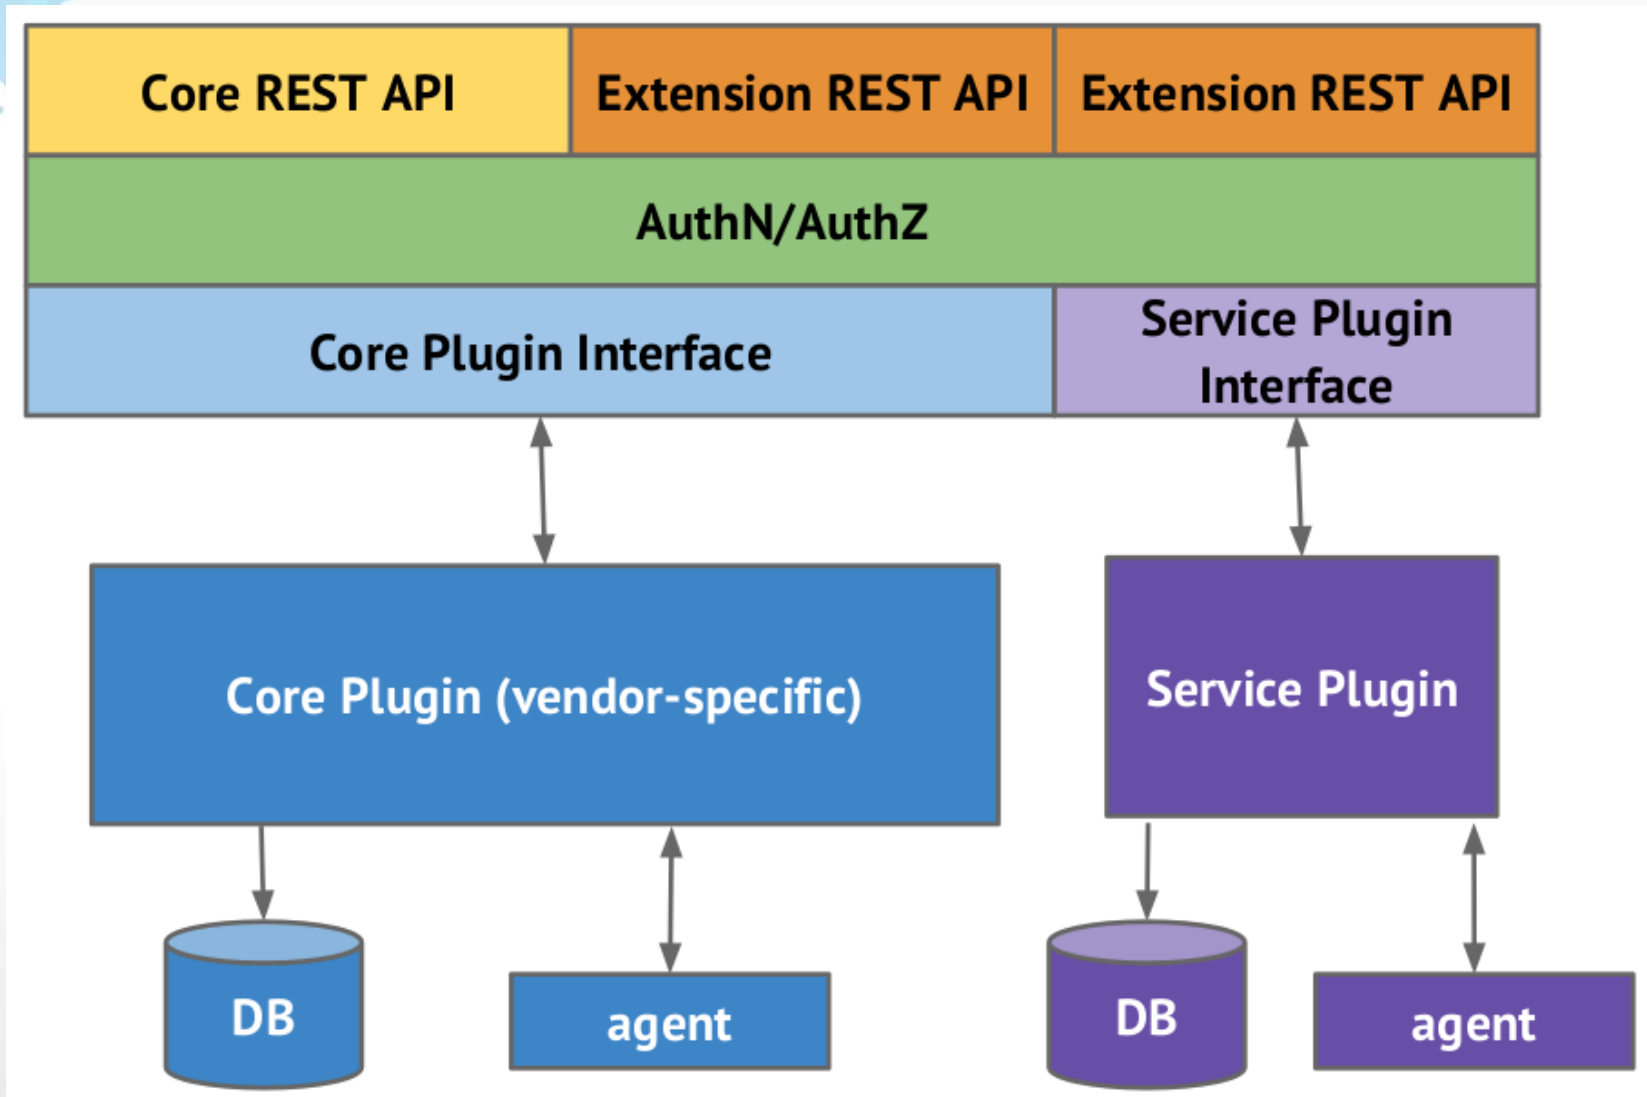 Core REST API
Extension REST API
Extension REST API
AuthN/AuthZ
Core Plugin Interface
Service Plugin
Interface
Core Plugin (vendor-specific)
Service Plugin
DB
agent
DB
agent